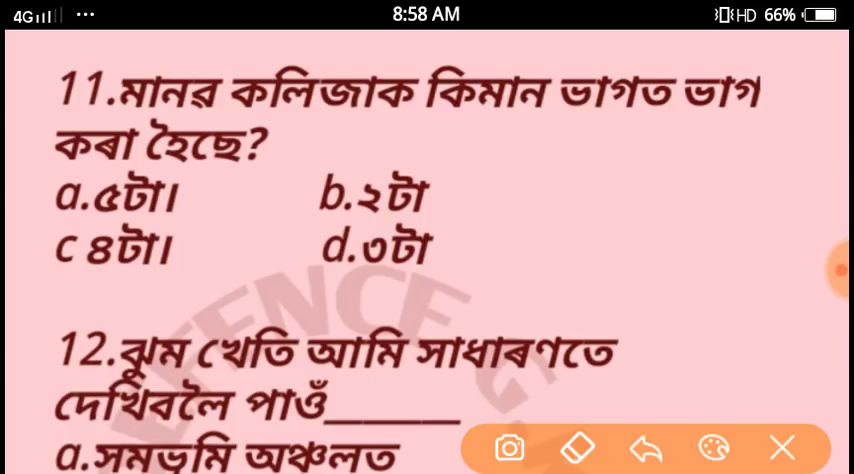 4G 8:58 AM HD 66%
11.মানৱ কলিজাক কিমান ভাগত ভাগ
কৰা হৈছে?
a.৫টা। b.২টা
c ৪টা। d.৩টা
12.ঝুম খেতি আমি সাধাৰণতে
দেখিবলৈ পাওঁ_______
a.সমভূমি অঞ্চলত